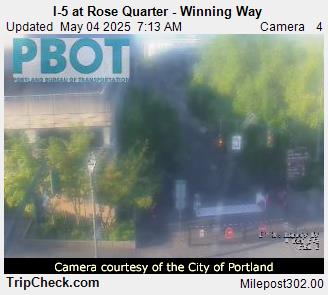 I-5 at Rose Quarter - Winning Way
Updated May 04 2025 7:13 AM Camera 4
PBOT
PORTLAND BUREAU OF TRANSPORTATION
Camera courtesy of the City of Portland
TripCheck.com Milepost302.00